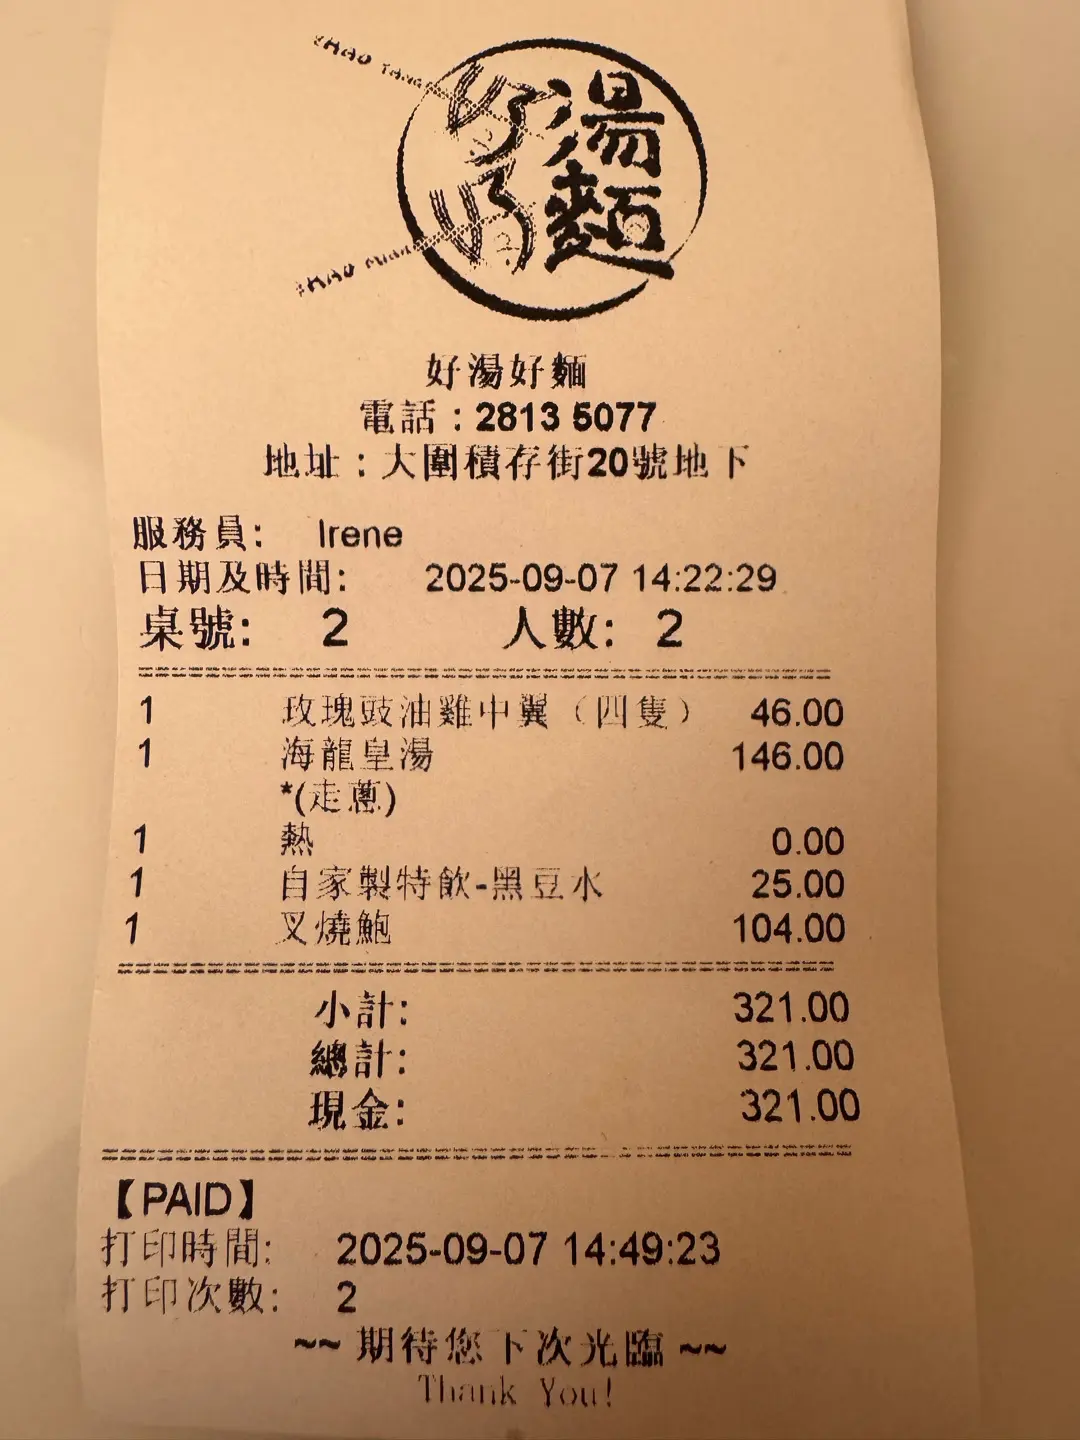 好湯好麵
好湯好麵
電話：2813 5077
地址：大圍積存街20號地下
服務員: Irene
日期及時間: 2025-09-07 14:22:29
桌號: 2 人數: 2
1 玫瑰豉油雞中翼（四隻） 46.00
1 海龍皇湯 146.00
*(走蔥)
1 熱 0.00
1 自家製特飲-黑豆水 25.00
1 叉燒鮑 104.00
小計: 321.00
總計: 321.00
現金: 321.00
【PAID】
打印時間: 2025-09-07 14:49:23
打印次數: 2
~~ 期待您下次光臨 ~~
Thank You!